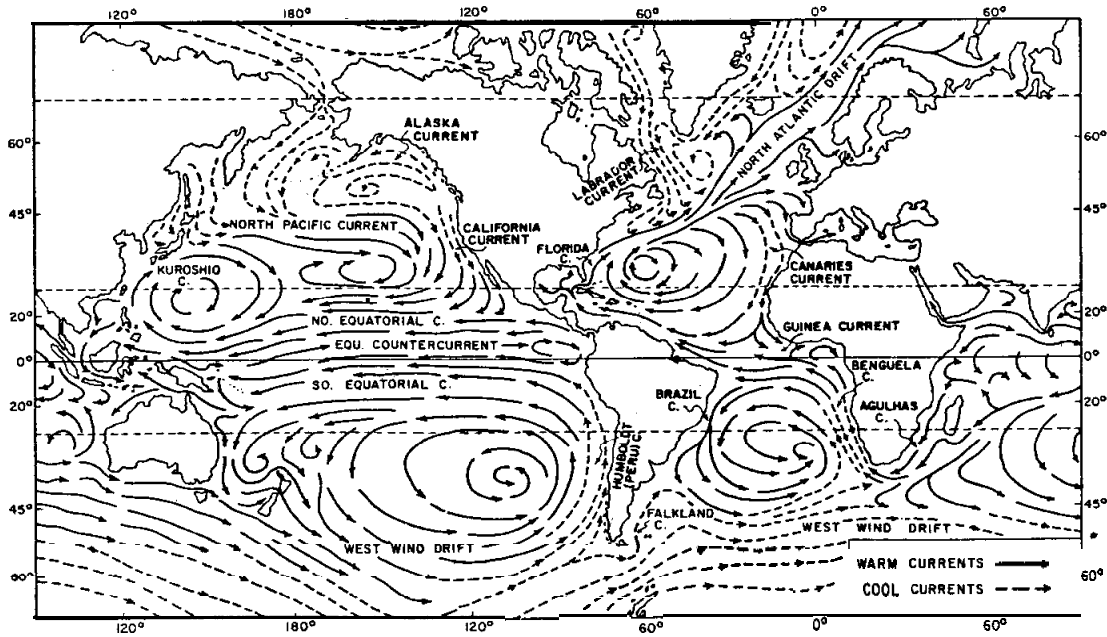 120° 180° 120° 60° 0° 60°
ALASKA
CURRENT
60°
60°
NORTH ATLANTIC DRIFT
LABRADOR
CURRENT
45°
45°
NORTH PACIFIC CURRENT
CALIFORNIA
CURRENT
FLORIDA
C.
KUROSHIO
C.
CANARIES
CURRENT
20°
20°
NO. EQUATORIAL C.
GUINEA CURRENT
EQU. COUNTERCURRENT
0°
0°
BENGUELA
C.
SO. EQUATORIAL C.
BRAZIL
C.
AGULHAS
C.
20°
20°
HUMBOLDT
(PERU) C.
45°
45°
FALKLAND
C.
WEST WIND DRIFT
WEST WIND DRIFT
WARM CURRENTS
COOL CURRENTS
60°
120° 180° 120° 60° 0° 60°